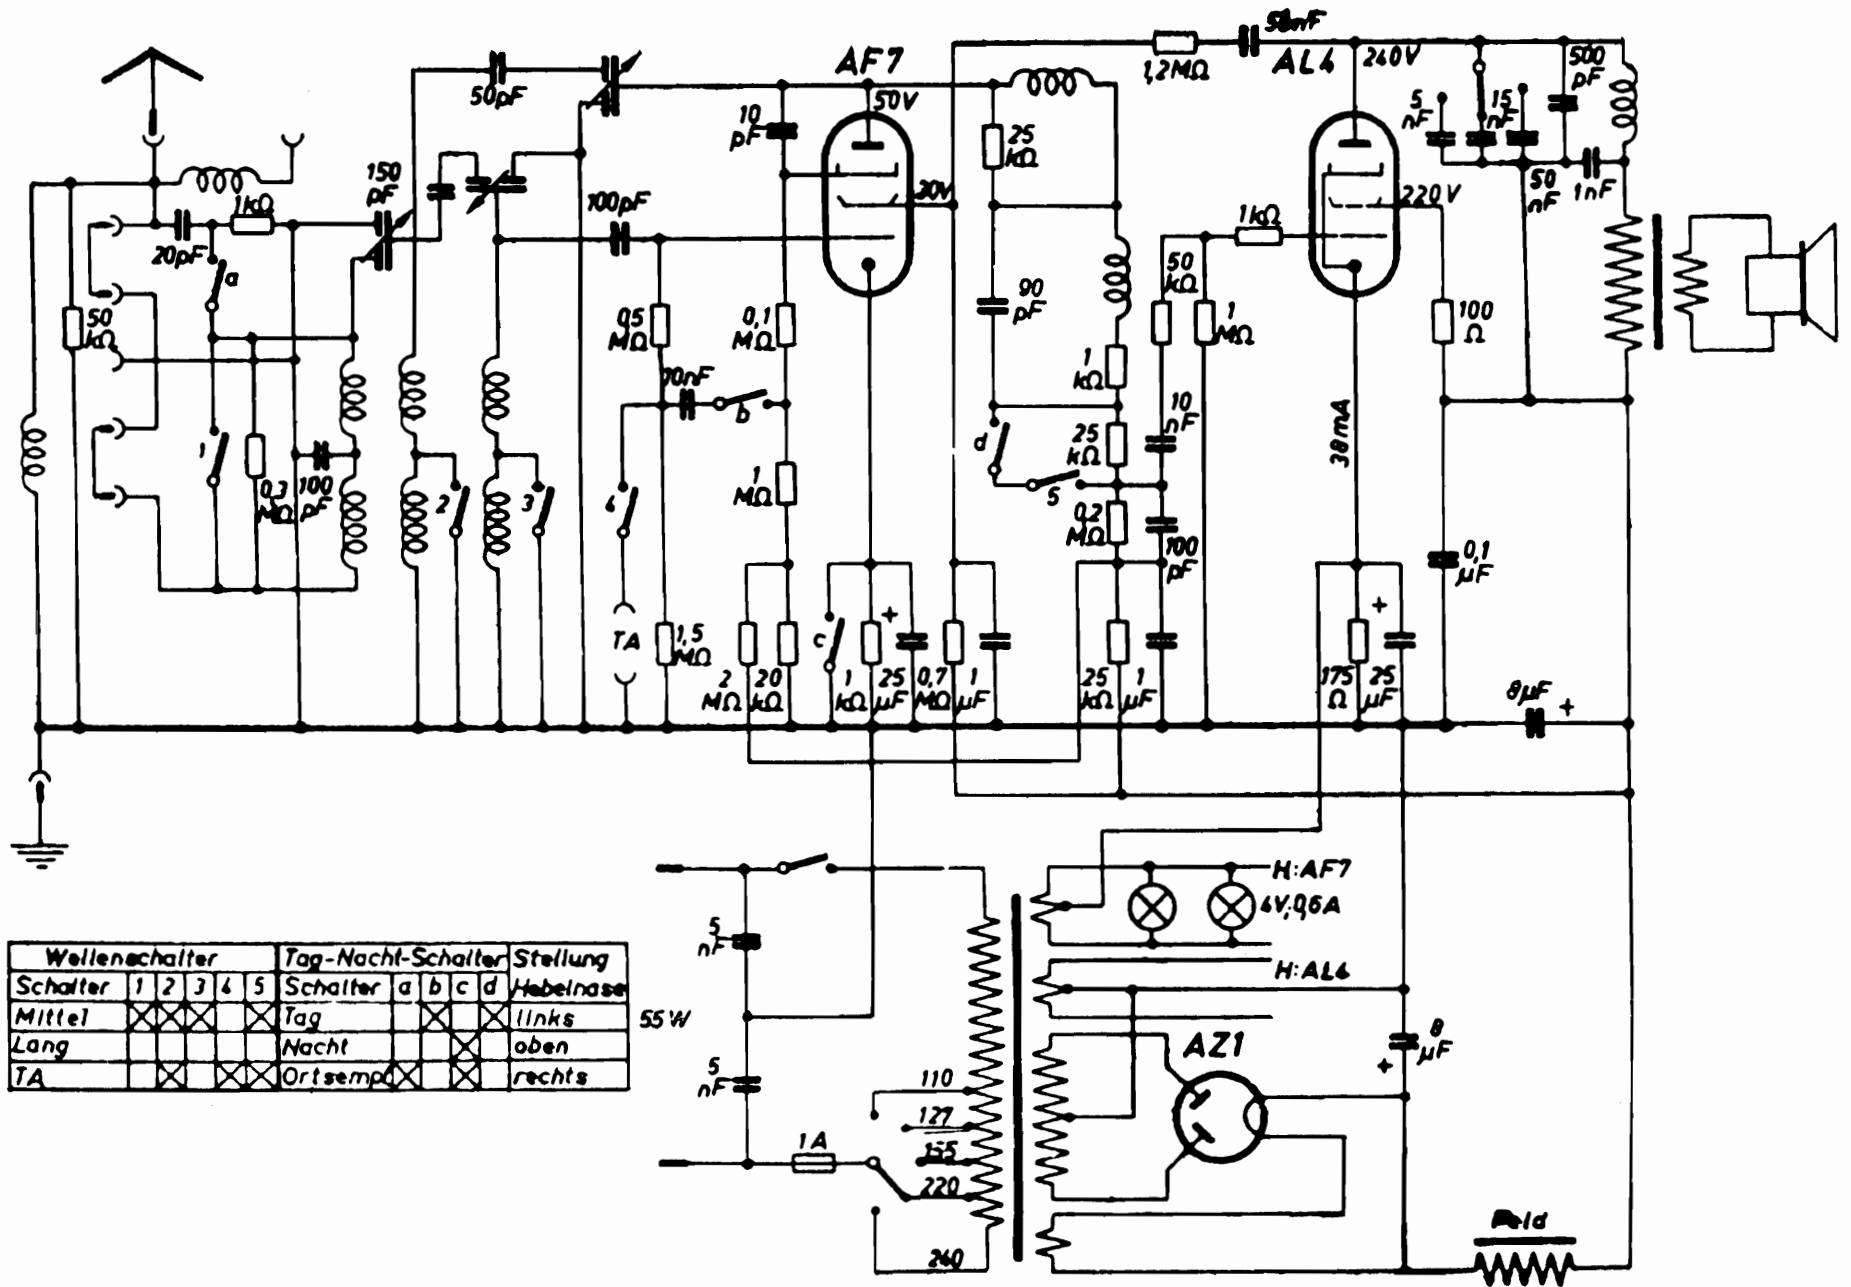 AF7
50V
10
pF
50pF
150
pF
1kΩ
20pF
a
50
kΩ
100pF
20V
0,5
MΩ
0,1
MΩ
10nF
b
1
0,3
MΩ
100
pF
2
3
4
1
MΩ
TA
1,5
MΩ
2
MΩ
20
kΩ
c
1
kΩ
+
25
µF
0,7
MΩ
1
µF
1,2MΩ
50nF
AL4
240V
25
kΩ
90
pF
1
kΩ
d
5
25
kΩ
0,2
MΩ
10
nF
100
pF
25
kΩ
1
µF
50
kΩ
1
MΩ
1kΩ
220V
5
nF
15
nF
50
nF
500
pF
1nF
100
Ω
38mA
0,1
µF
+
175
Ω
25
µF
8µF
+
H:AF7
4V;0,6A
H:AL4
AZ1
8
µF
+
Feld
5
nF
55W
5
nF
1A
110
127
155
220
240
Wellenschalter Tag-Nacht-Schalter Stellung
Schalter 1 2 3 4 5 Schalter a b c d Hebelnase
Mittel Tag links
Lang Nacht oben
TA Ortsempf rechts